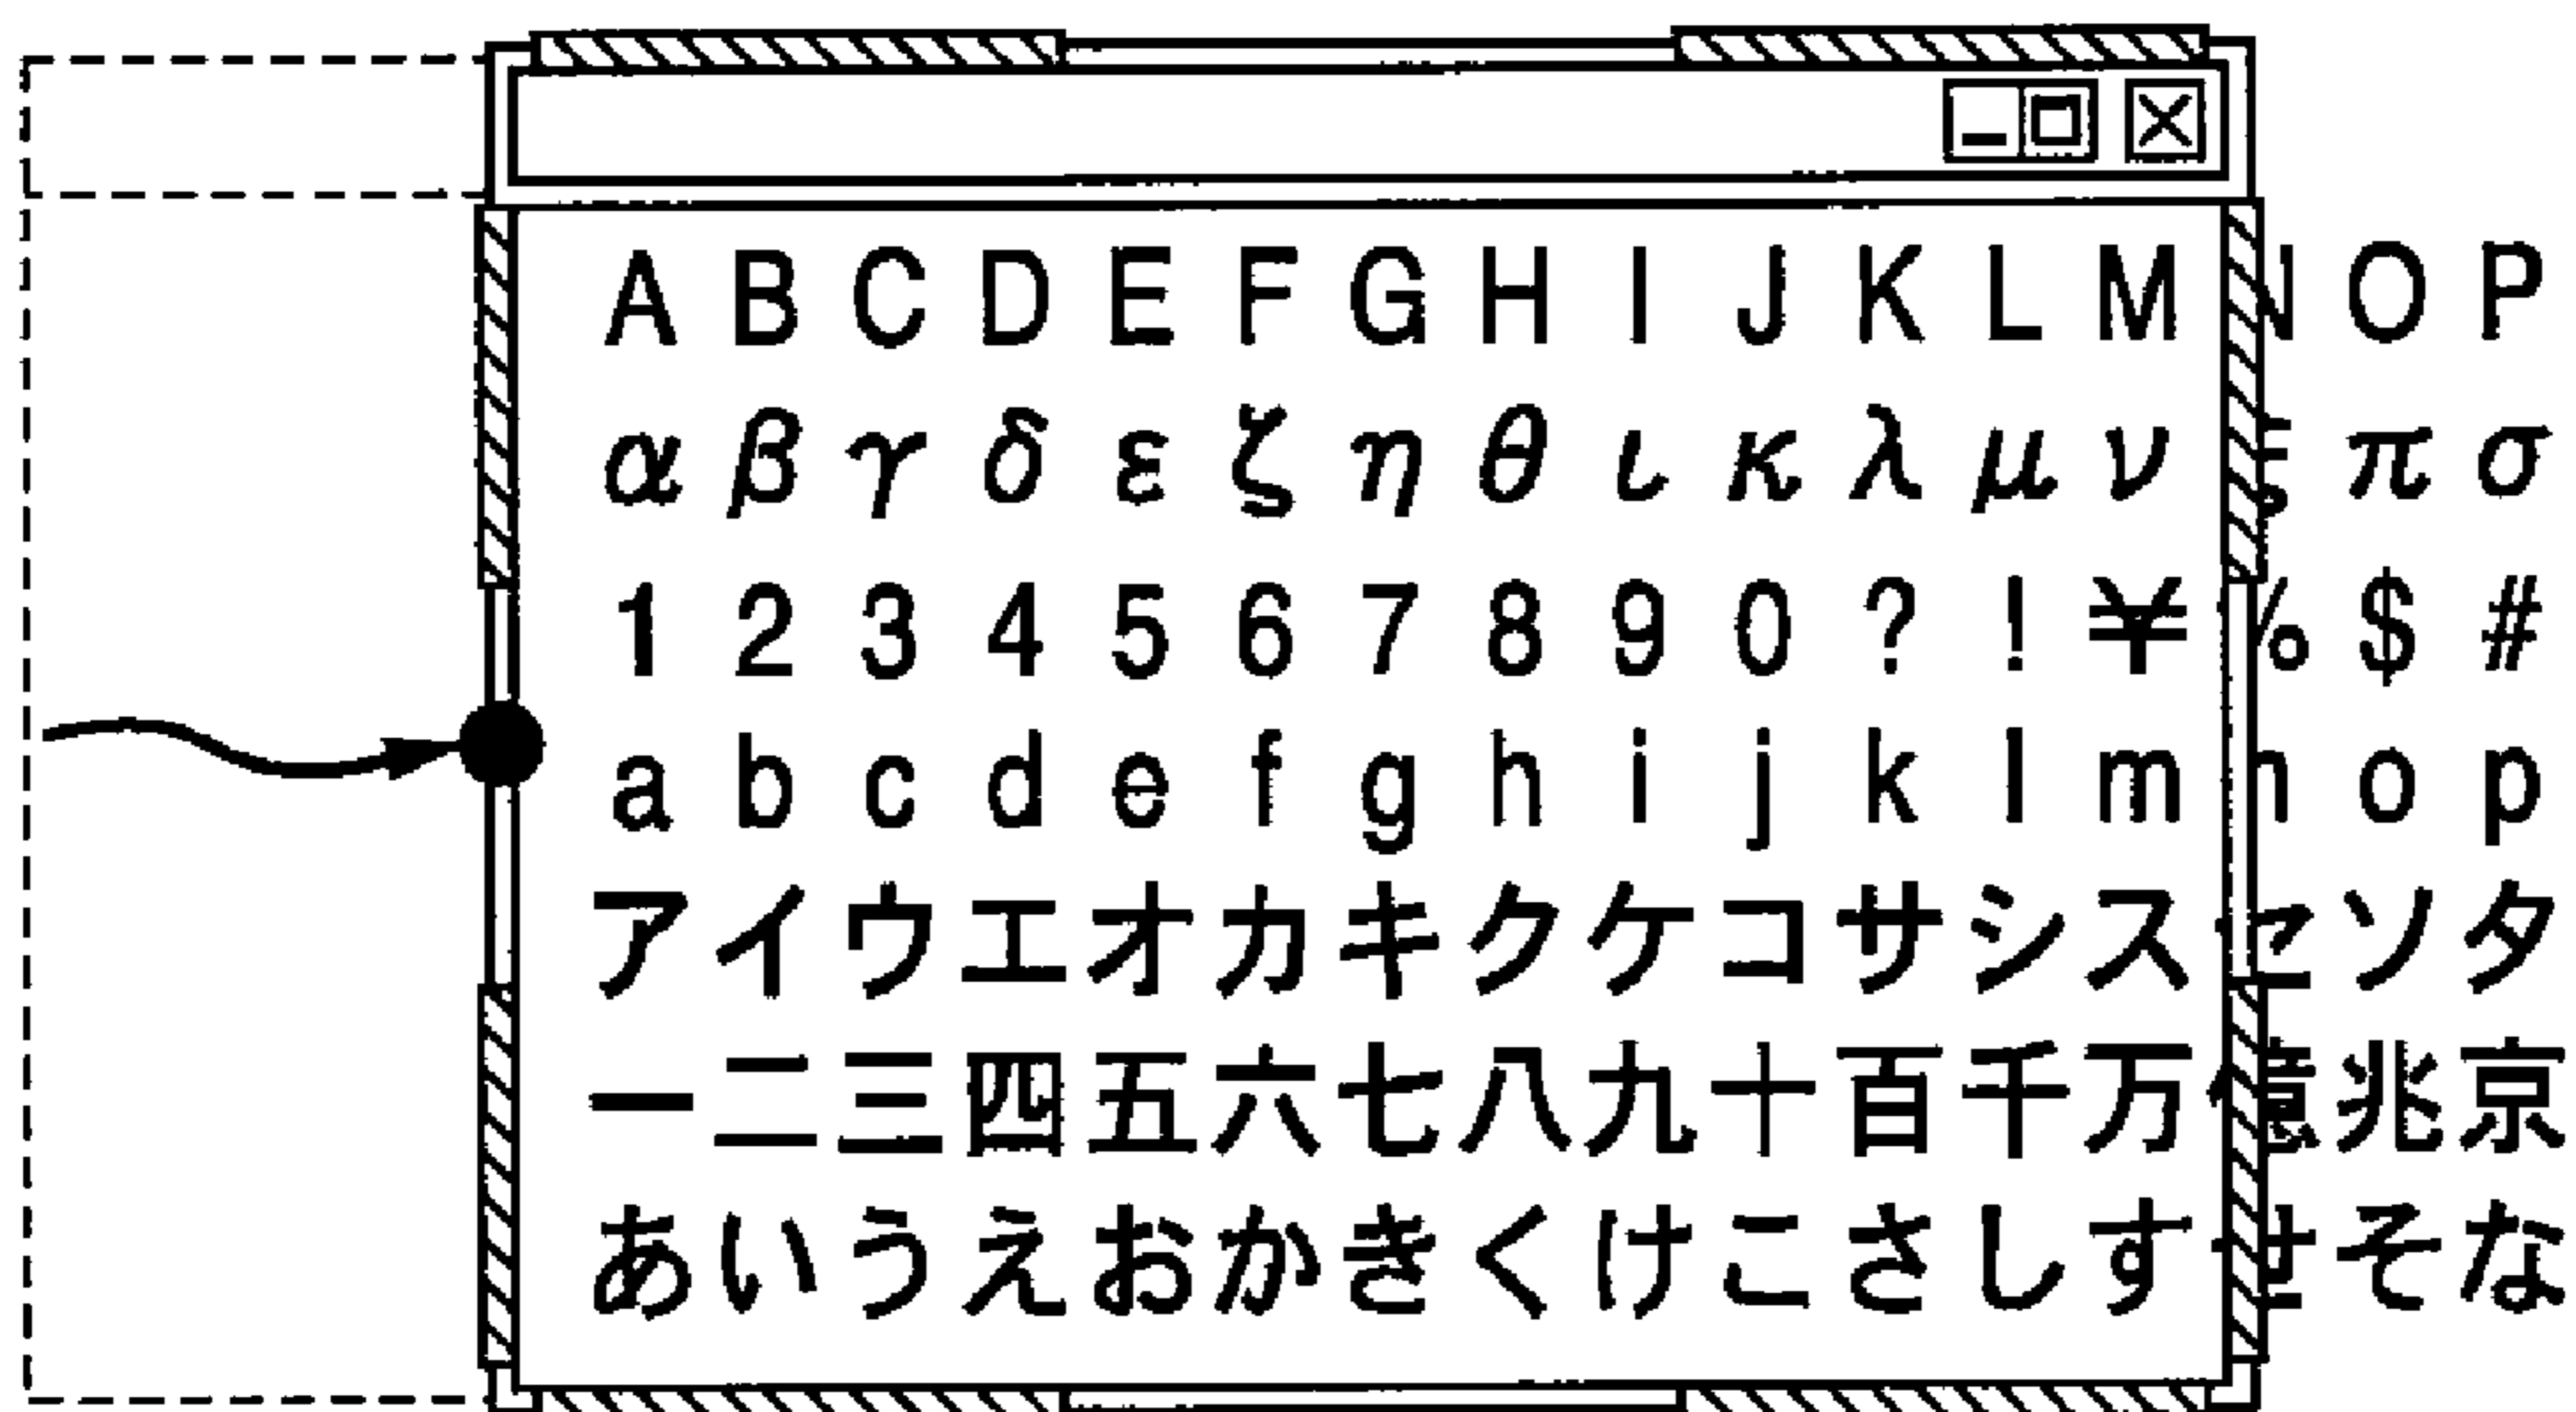 A B C D E F G H I J K L M N O P
α β γ δ ε ζ η θ ι κ λ μ ν ξ π σ
1 2 3 4 5 6 7 8 9 0 ? ! ¥ % $ #
a b c d e f g h i j k l m n o p
ア イ ウ エ オ カ キ ク ケ コ サ シ ス セ ソ タ
一 二 三 四 五 六 七 八 九 十 百 千 万 億 兆 京
あ い う え お か き く け こ さ し す せ そ な